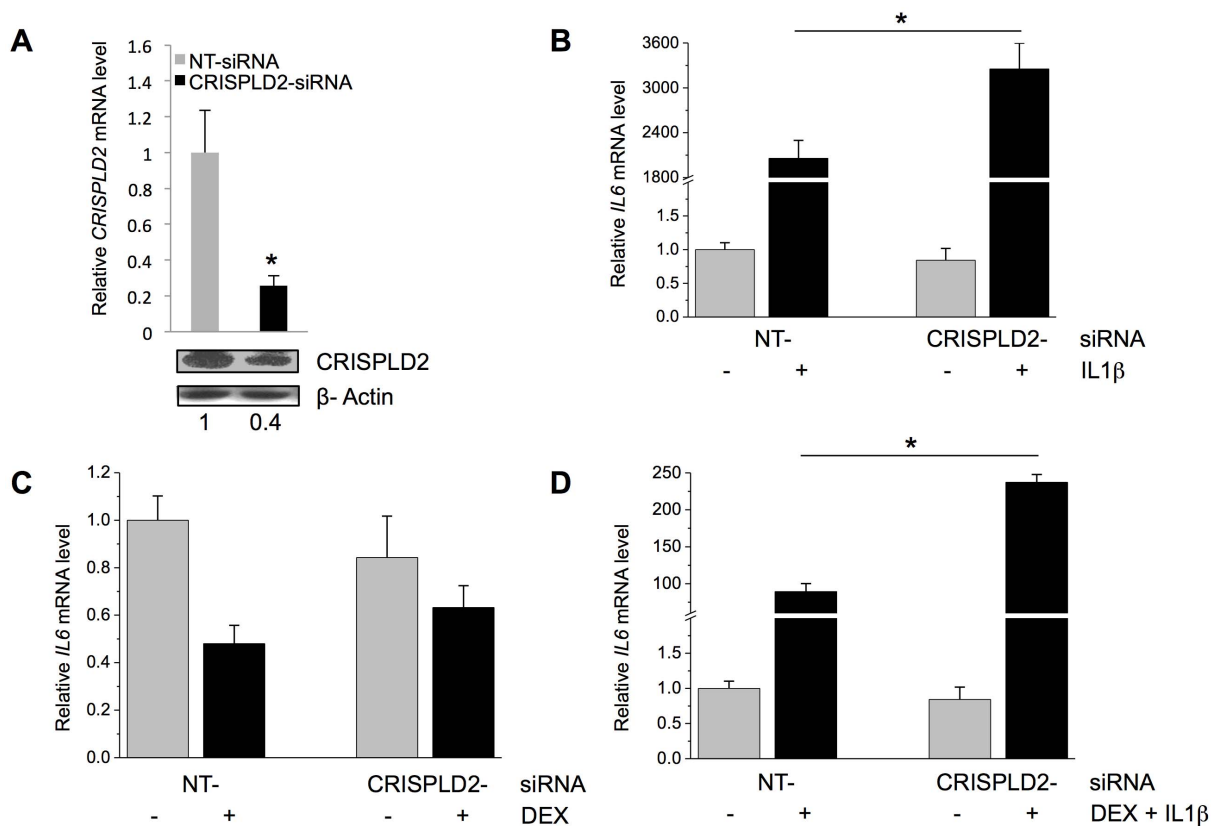 A
Relative CRISPLD2 mRNA level
1.6
1.4
1.2
1
0.8
0.6
0.4
0.2
0
NT-siRNA
CRISPLD2-siRNA
*
CRISPLD2
β- Actin
1 0.4
B
*
Relative IL6 mRNA level
3600
3000
2400
1800
1.5
1.0
0.5
0.0
NT- CRISPLD2- siRNA
- + - + IL1β
C
Relative IL6 mRNA level
1.2
1.0
0.8
0.6
0.4
0.2
0.0
NT- CRISPLD2- siRNA
- + - + DEX
D
*
Relative IL6 mRNA level
250
200
150
100
1.5
1.0
0.5
0.0
NT- CRISPLD2- siRNA
- + - + DEX + IL1β